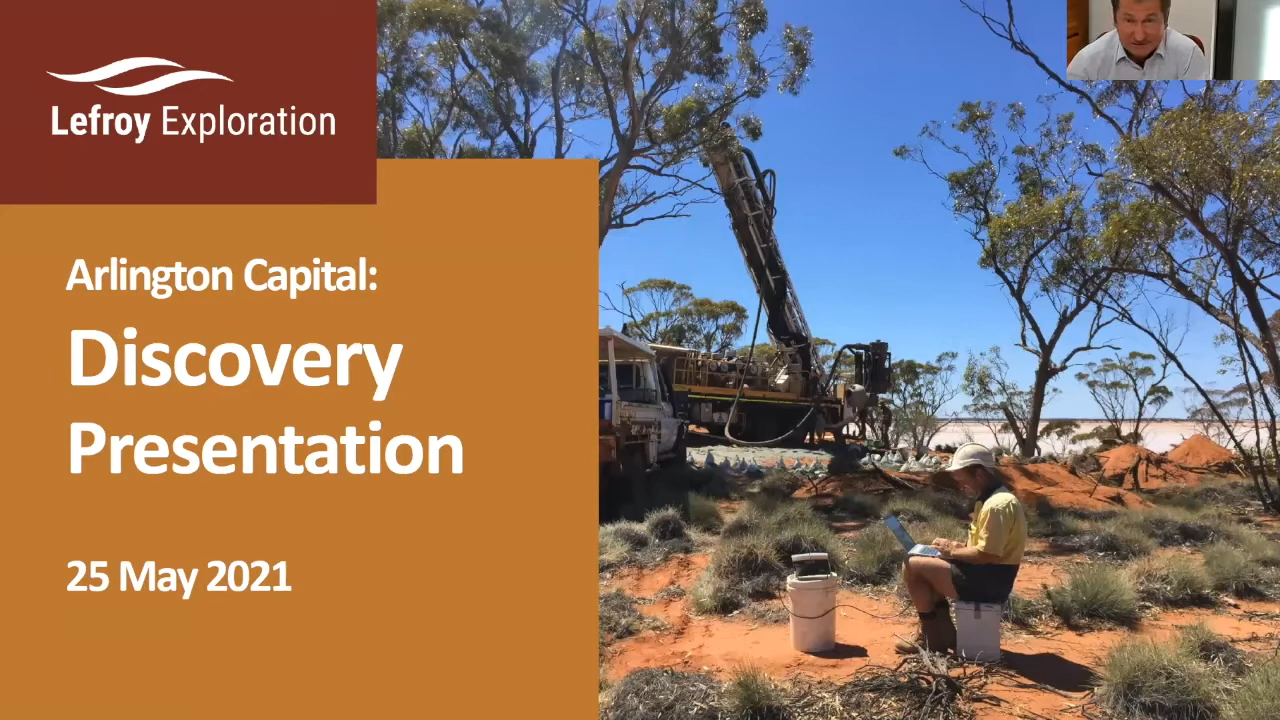 Lefroy Exploration
Arlington Capital:
Discovery
Presentation
25 May 2021